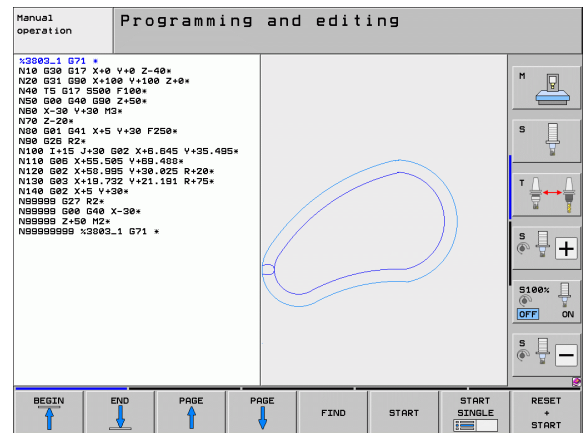 Manual
operation
Programming and editing
%3803_1 G71 *
N10 G30 G17 X+0 Y+0 Z-40*
N20 G31 G90 X+100 Y+100 Z+0*
N40 T5 G17 S500 F100*
N50 G00 G40 G90 Z+50*
N60 X-30 Y+30 M3*
N70 Z-20*
N80 G01 G41 X+5 Y+30 F250*
N90 G26 R2*
N100 I+15 J+30 G02 X+6.645 Y+35.495*
N110 G06 X+55.505 Y+69.488*
N120 G02 X+58.995 Y+30.025 R+20*
N130 G03 X+19.732 Y+21.191 R+75*
N140 G02 X+5 Y+30*
N99999 G27 R2*
N99999 G00 G40 X-30*
N99999 Z+50 M2*
N99999999 %3803_1 G71 *
M
S
T
S
+
S100%
OFF ON
S
-
BEGIN
END
PAGE
PAGE
FIND
START
START
SINGLE
RESET
+
START